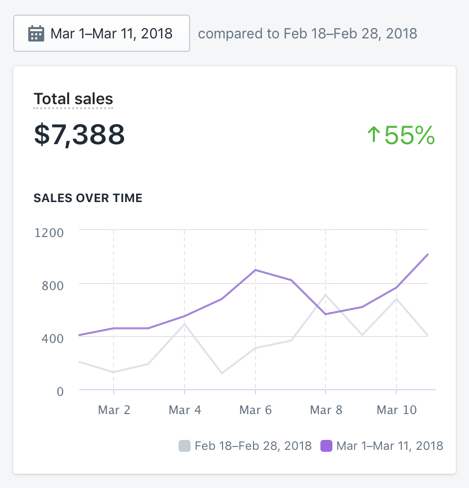 Mar 1–Mar 11, 2018 compared to Feb 18–Feb 28, 2018
Total sales
$7,388 ↑55%
SALES OVER TIME
1200
800
400
0
Mar 2 Mar 4 Mar 6 Mar 8 Mar 10
Feb 18–Feb 28, 2018 Mar 1–Mar 11, 2018